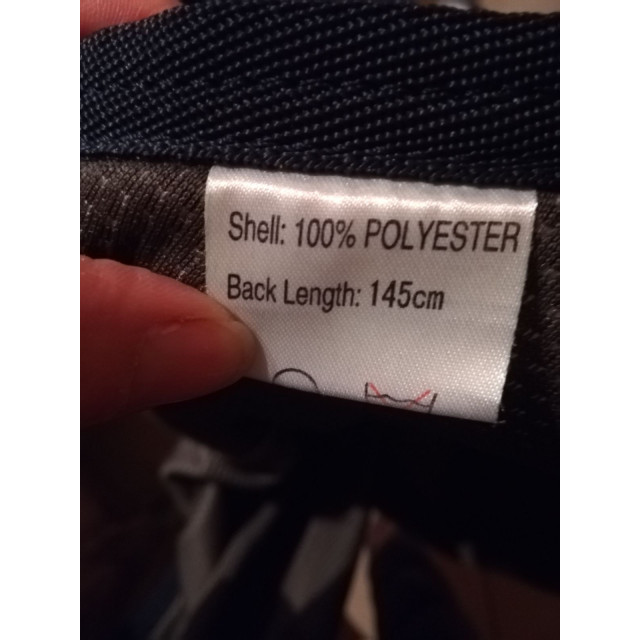 Shell: 100% POLYESTER
Back Length: 145cm